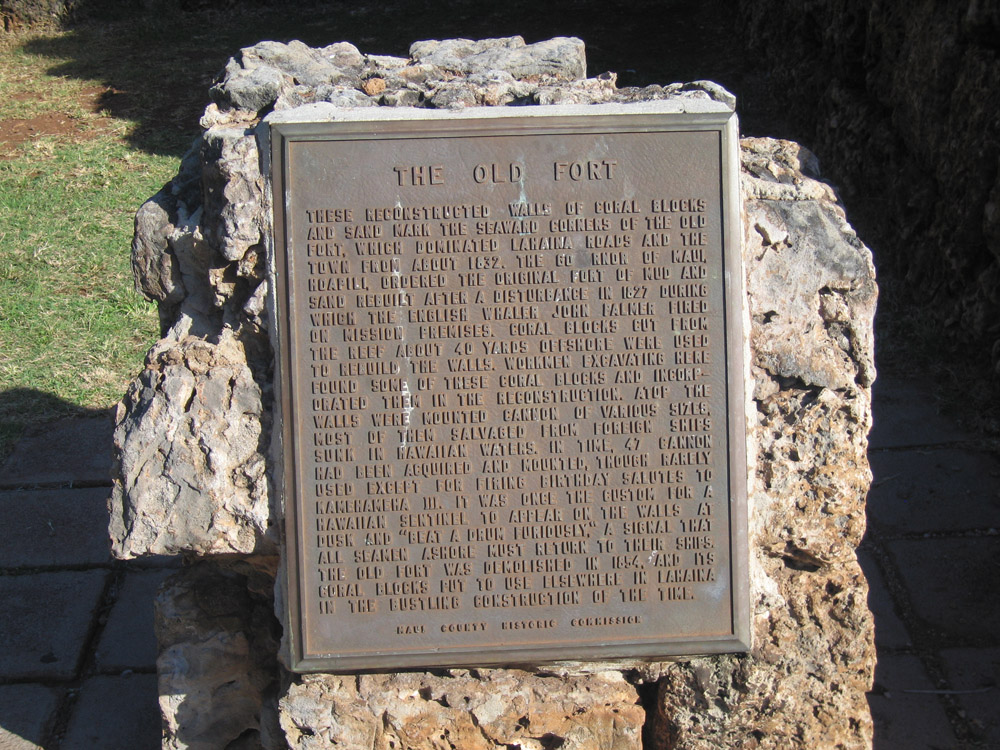 THE OLD FORT
THESE RECONSTRUCTED WALLS OF CORAL BLOCKS
AND SAND MARK THE SEAWARD CORNERS OF THE OLD
FORT, WHICH DOMINATED LAHAINA ROADS AND THE
TOWN FROM ABOUT 1832. THE GO RNOR OF MAUI,
HOAPILI, ORDERED THE ORIGINAL FORT OF MUD AND
SAND REBUILT AFTER A DISTURBANCE IN 1827 DURING
WHICH THE ENGLISH WHALER JOHN PALMER FIRED
ON MISSION PREMISES. CORAL BLOCKS CUT FROM
THE REEF ABOUT 40 YARDS OFFSHORE WERE USED
TO REBUILD THE WALLS. WORKMEN EXCAVATING HERE
FOUND SOME OF THESE CORAL BLOCKS AND INCORP-
ORATED THEM IN THE RECONSTRUCTION. ATOP THE
WALLS WERE MOUNTED CANNON OF VARIOUS SIZES,
MOST OF THEM SALVAGED FROM FOREIGN SHIPS
SUNK IN HAWAIIAN WATERS. IN TIME, 47 CANNON
HAD BEEN ACQUIRED AND MOUNTED, THOUGH RARELY
USED EXCEPT FOR FIRING BIRTHDAY SALUTES TO
KAMEHAMEHA III. IT WAS ONCE THE CUSTOM FOR A
HAWAIIAN SENTINEL TO APPEAR ON THE WALLS AT
DUSK AND "BEAT A DRUM FURIOUSLY," A SIGNAL THAT
ALL SEAMEN ASHORE MUST RETURN TO THEIR SHIPS.
THE OLD FORT WAS DEMOLISHED IN 1854, AND ITS
CORAL BLOCKS PUT TO USE ELSEWHERE IN LAHAINA
IN THE BUSTLING CONSTRUCTION OF THE TIME.
MAUI COUNTY HISTORIC COMMISSION